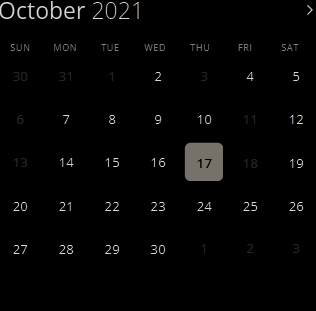 October 2021
SUN MON TUE WED THU FRI SAT
30 31 1 2 3 4 5
6 7 8 9 10 11 12
13 14 15 16 17 18 19
20 21 22 23 24 25 26
27 28 29 30 1 2 3